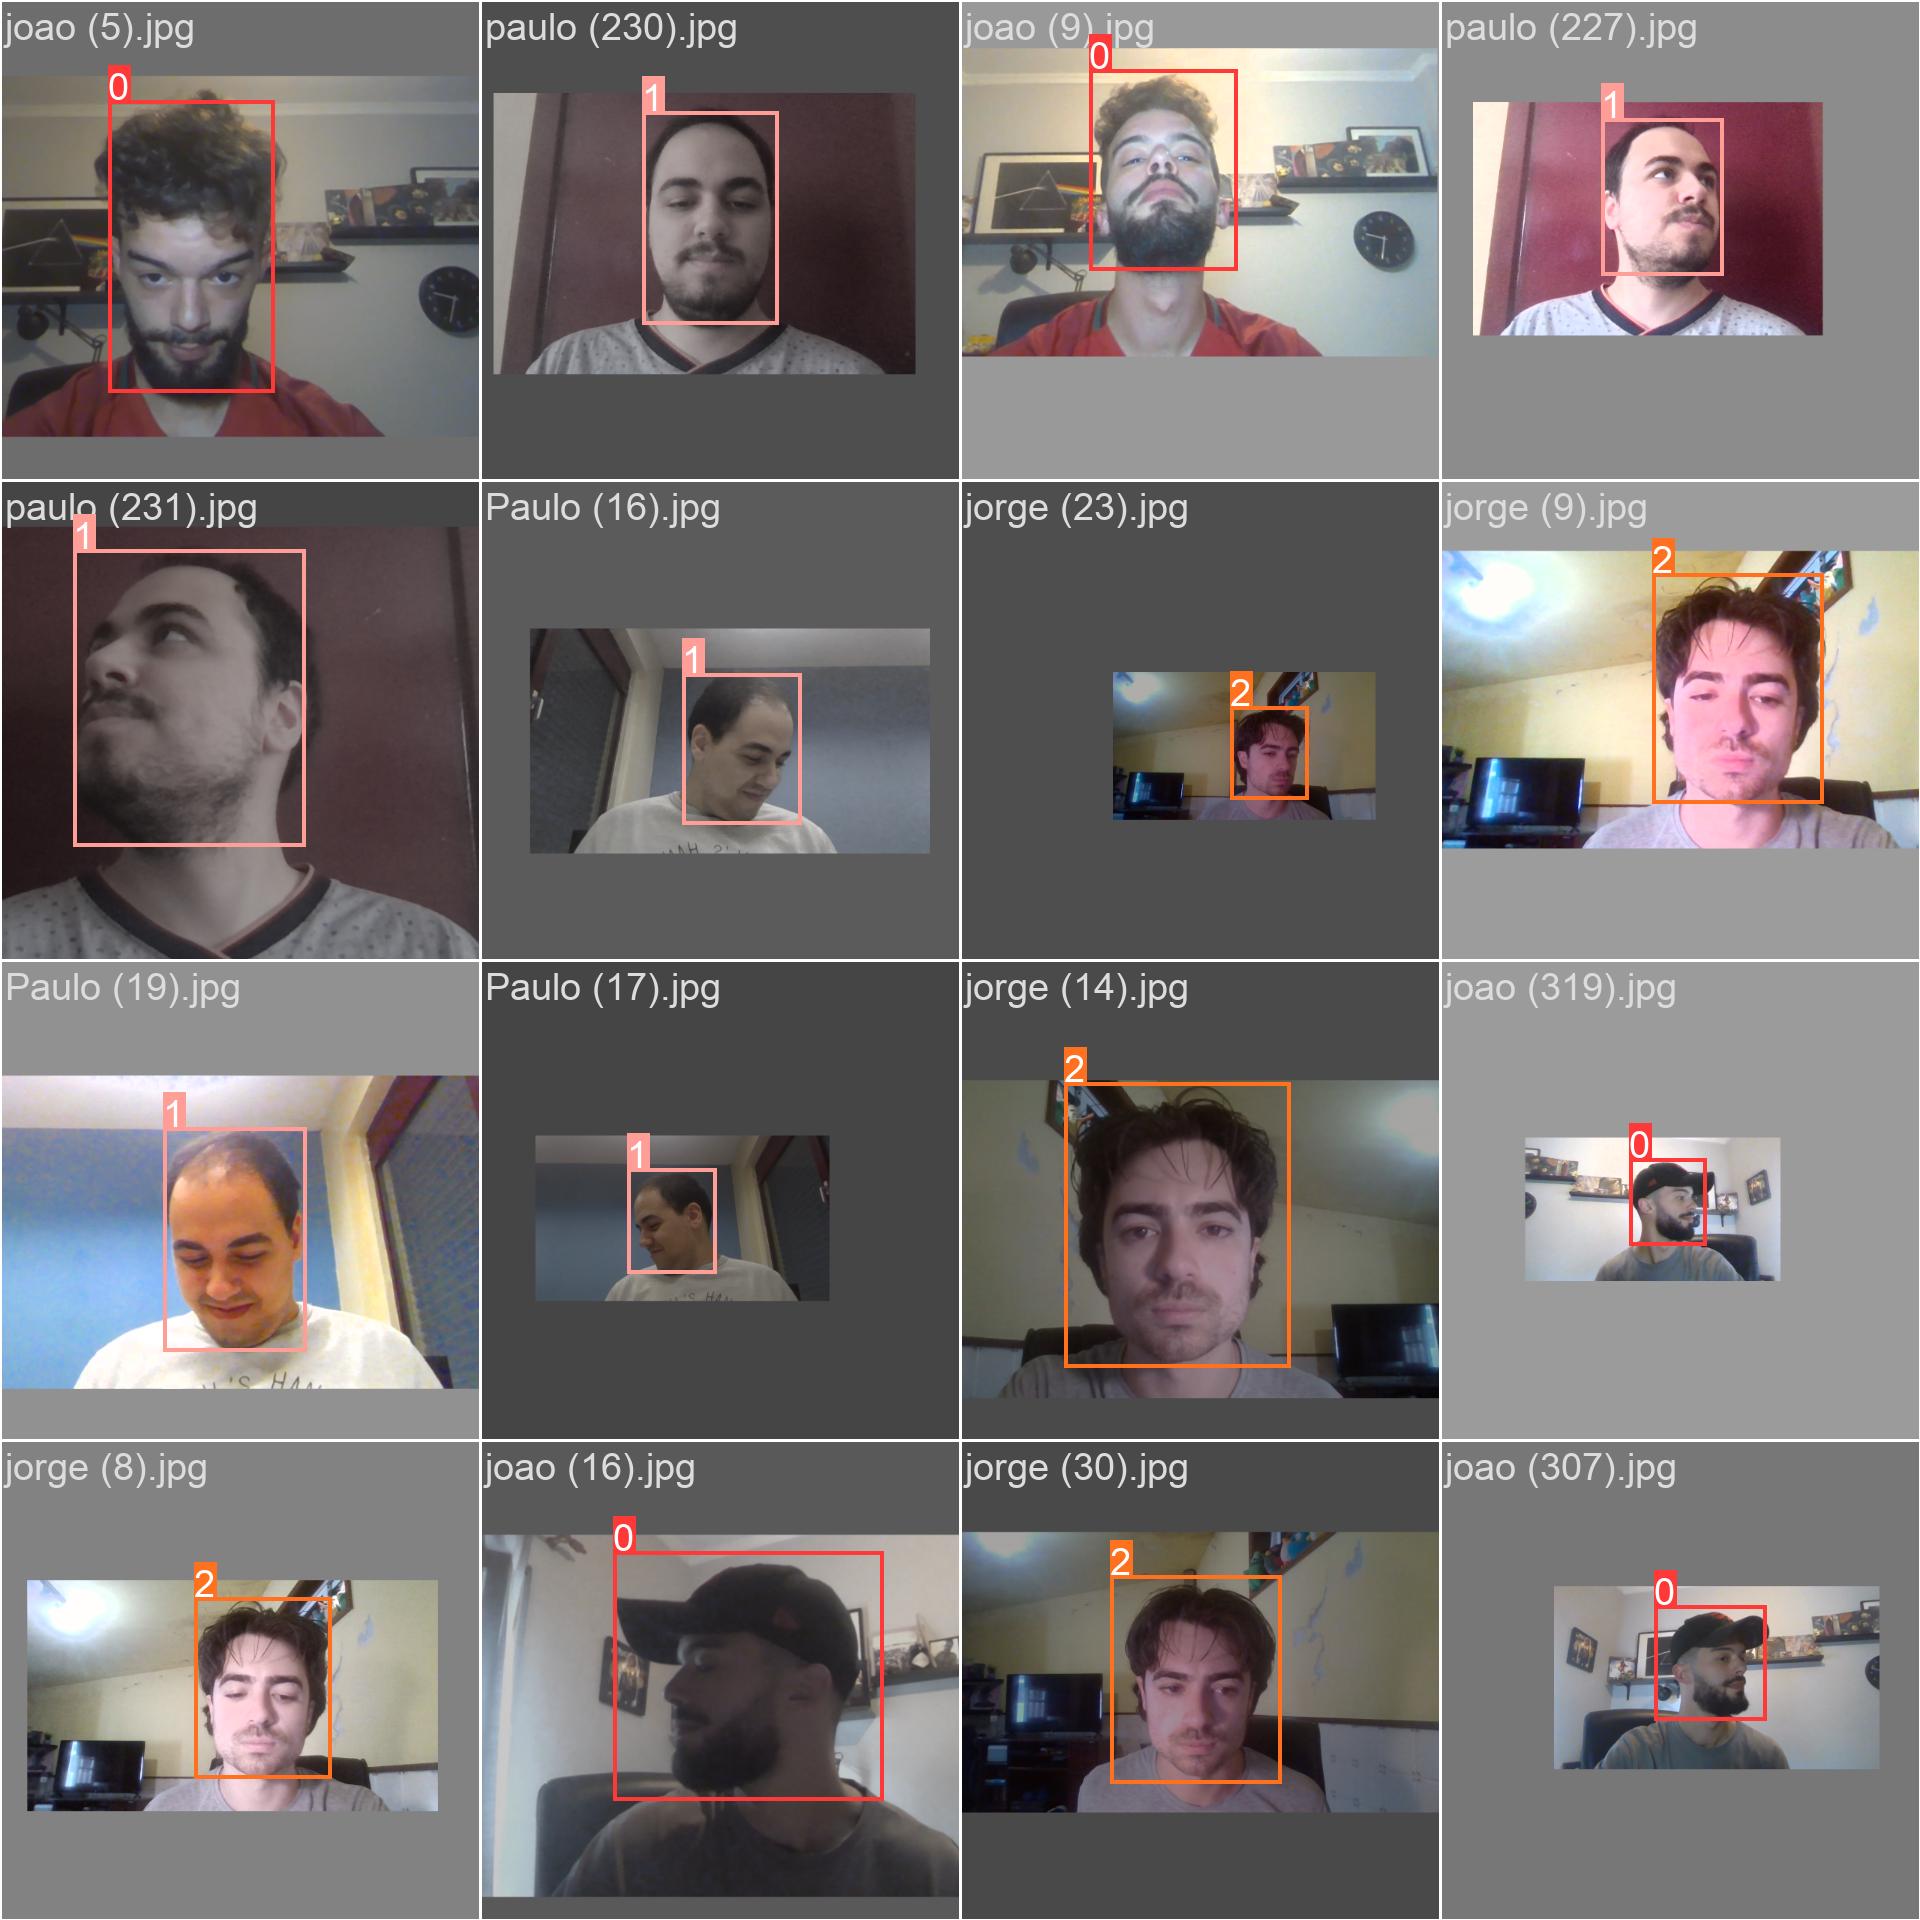 joao (5).jpg
0
paulo (230).jpg
1
joao (9).jpg
0
paulo (227).jpg
1
paulo (231).jpg
1
Paulo (16).jpg
1
jorge (23).jpg
2
jorge (9).jpg
2
Paulo (19).jpg
1
Paulo (17).jpg
1
jorge (14).jpg
2
joao (319).jpg
0
jorge (8).jpg
2
joao (16).jpg
0
jorge (30).jpg
2
joao (307).jpg
0